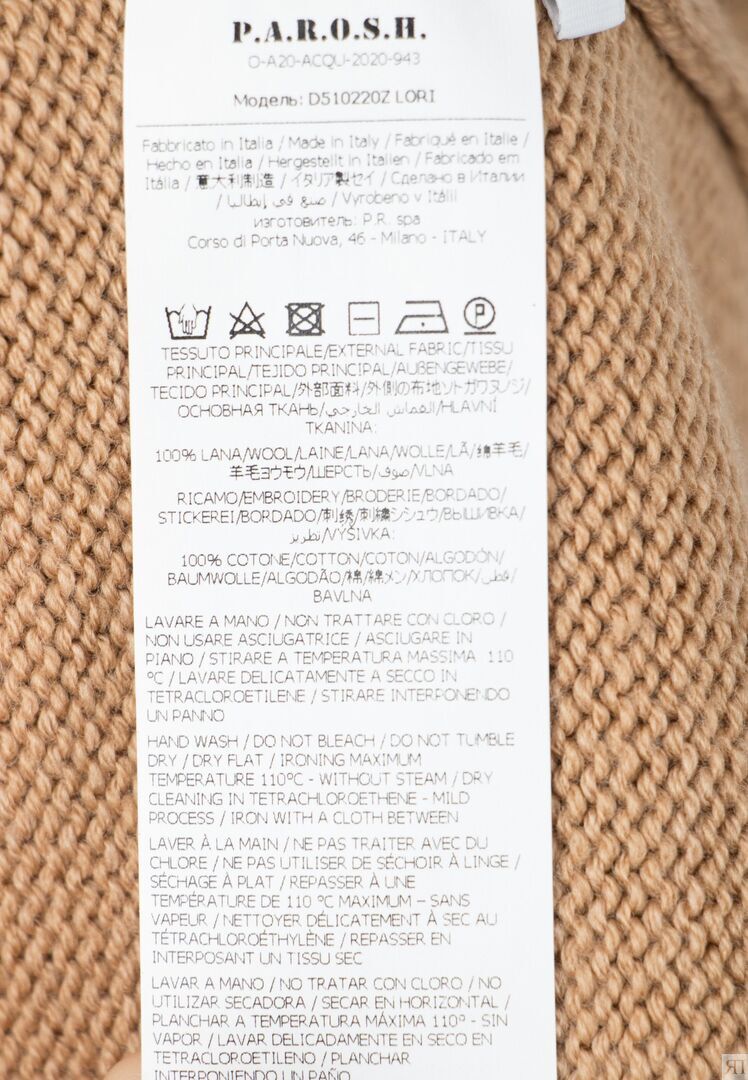 P.A.R.O.S.H.
O-A20-ACQU-2020-943
Модель: D510220Z LORI
Fabbricato in Italia / Made in Italy / Fabriqué en Italie /
Hecho en Italia / Hergestellt in Italien / Fabricado em
Itália / 意大利制造 / イタリア製セイ / Сделано в Италии
/ صنع في إيطاليا / Vyrobeno v Itálii
изготовитель: P.R. spa
Corso di Porta Nuova, 46 - Milano - ITALY
P
TESSUTO PRINCIPALE/EXTERNAL FABRIC/TISSU
PRINCIPAL/TEJIDO PRINCIPAL/AUßENGEWEBE/
TECIDO PRINCIPAL/外部面料/外側の布地ソトガワヌノジ/
ОСНОВНАЯ ТКАНЬ/القماش الخارجي/HLAVNÍ
TKANINA:
100% LANA/WOOL/LAINE/LANA/WOLLE/LÃ/绵羊毛/
羊毛ヨウモウ/ШЕРСТЬ/صوف/VLNA
RICAMO/EMBROIDERY/BRODERIE/BORDADO/
STICKEREI/BORDADO/刺绣/刺繍シシュウ/ВЫШИВКА/
تطريز/VÝŠIVKA:
100% COTONE/COTTON/COTON/ALGODÓN/
BAUMWOLLE/ALGODÃO/棉/綿メン/ХЛОПОК/قطن/
BAVLNA
LAVARE A MANO / NON TRATTARE CON CLORO /
NON USARE ASCIUGATRICE / ASCIUGARE IN
PIANO / STIRARE A TEMPERATURA MASSIMA 110
°C / LAVARE DELICATAMENTE A SECCO IN
TETRACLOROETILENE / STIRARE INTERPONENDO
UN PANNO
HAND WASH / DO NOT BLEACH / DO NOT TUMBLE
DRY / DRY FLAT / IRONING MAXIMUM
TEMPERATURE 110°C - WITHOUT STEAM / DRY
CLEANING IN TETRACHLOROETHENE - MILD
PROCESS / IRON WITH A CLOTH BETWEEN
LAVER À LA MAIN / NE PAS TRAITER AVEC DU
CHLORE / NE PAS UTILISER DE SÉCHOIR À LINGE /
SÉCHAGE À PLAT / REPASSER À UNE
TEMPÉRATURE DE 110 °C MAXIMUM – SANS
VAPEUR / NETTOYER DÉLICATEMENT À SEC AU
TÉTRACHLOROÉTHYLÈNE / REPASSER EN
INTERPOSANT UN TISSU SEC
LAVAR A MANO / NO TRATAR CON CLORO / NO
UTILIZAR SECADORA / SECAR EN HORIZONTAL /
PLANCHAR A TEMPERATURA MÁXIMA 110° - SIN
VAPOR / LAVAR DELICADAMENTE EN SECO EN
TETRACLOROETILENO / PLANCHAR
INTERPONIENDO UN PAÑO